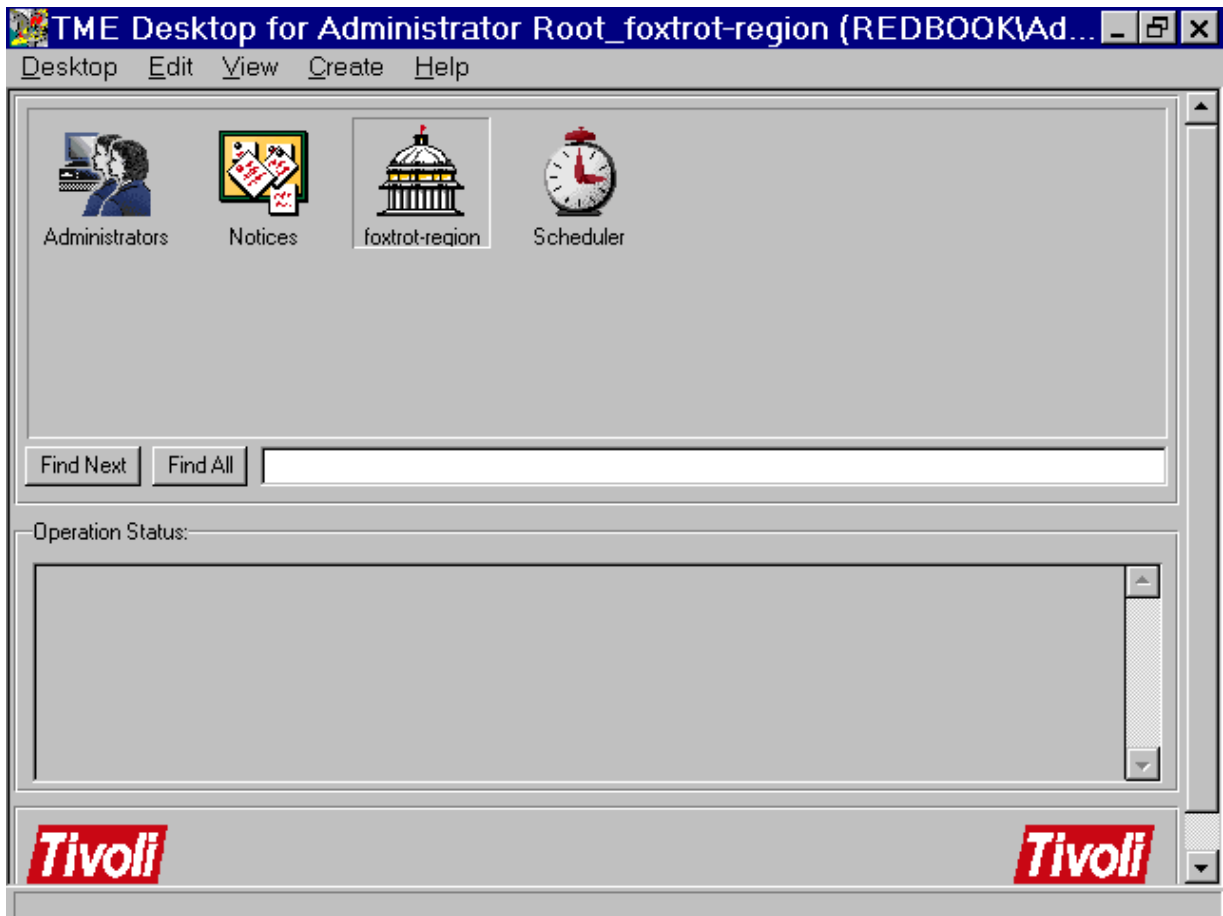 TME Desktop for Administrator Root_foxtrot-region (REDBOOK\Ad...
Desktop Edit View Create Help
Administrators Notices foxtrot-region Scheduler
Find Next Find All
Operation Status:
Tivoli Tivoli